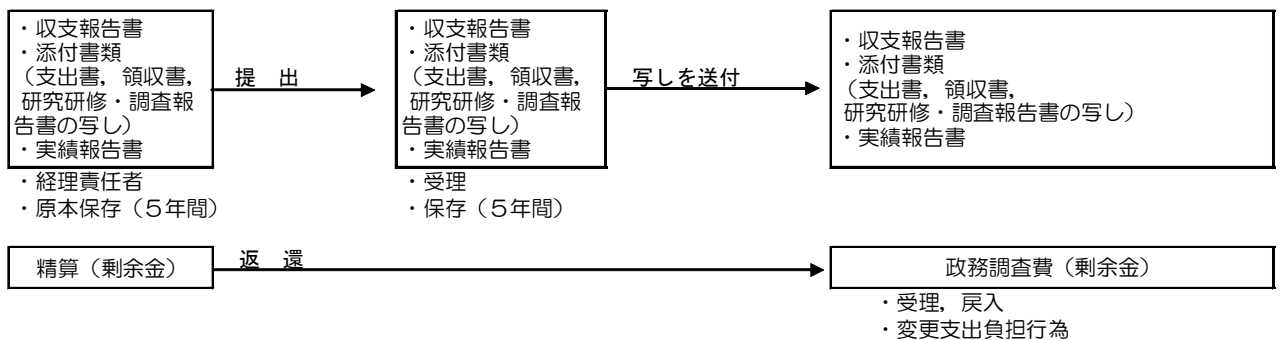 ・収支報告書
・添付書類
（支出書，領収書，
研究研修・調査報
告書の写し）
・実績報告書
・経理責任者
・原本保存（５年間）
提　出
・収支報告書
・添付書類
（支出書，領収書，
研究研修・調査報
告書の写し）
・実績報告書
・受理
・保存（５年間）
写しを送付
・収支報告書
・添付書類
（支出書，領収書，
研究研修・調査報告書の写し）
・実績報告書
精算（剰余金）
返　還
政務調査費（剰余金）
・受理，戻入
・変更支出負担行為